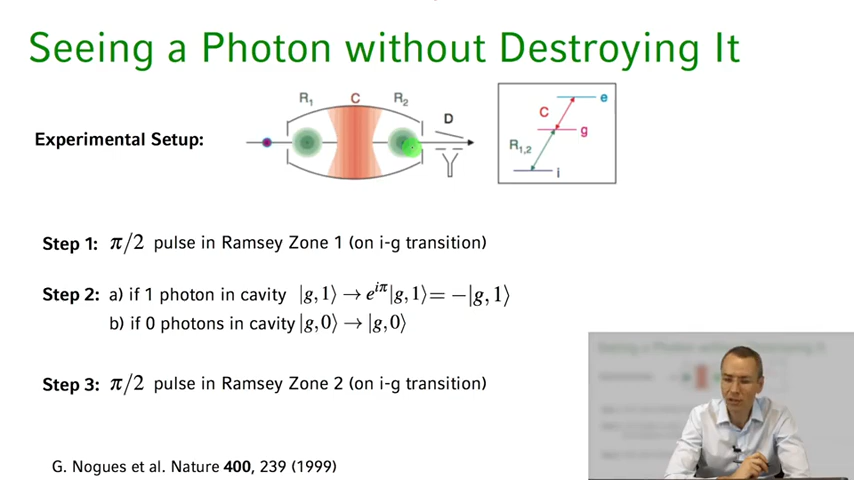 Seeing a Photon without Destroying It
R₁ C R₂
D
Experimental Setup:
e
C
g
R₁,₂
i
Step 1: π/2 pulse in Ramsey Zone 1 (on i-g transition)
Step 2: a) if 1 photon in cavity |g,1⟩ → e^{iπ}|g,1⟩ = −|g,1⟩
b) if 0 photons in cavity |g,0⟩ → |g,0⟩
Step 3: π/2 pulse in Ramsey Zone 2 (on i-g transition)
G. Nogues et al. Nature 400, 239 (1999)